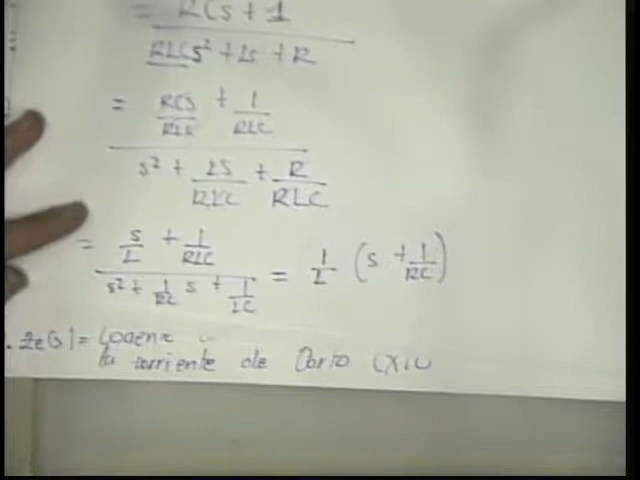 = RCs + 1
RLCs² + Ls + R
= RCs/RLC + 1/RLC
s² + Ls/RLC + R/RLC
= s/L + 1/RLC
s² + 1/RC s + 1/LC = 1/L (s + 1/RC)
la corriente de Corto